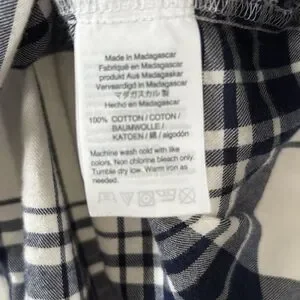 Made in Madagascar
Fabriqué en Madagascar
produkt Aus Madagaskar
Vervaardigd in Madagascar
マダガスカル製
Hecho en Madagascar
100% COTTON / COTON /
BAUMWOLLE /
KATOEN / 綿 / algodón
Machine wash cold with like
colors. Non chlorine bleach only.
Tumble dry low. Warm iron as
needed.